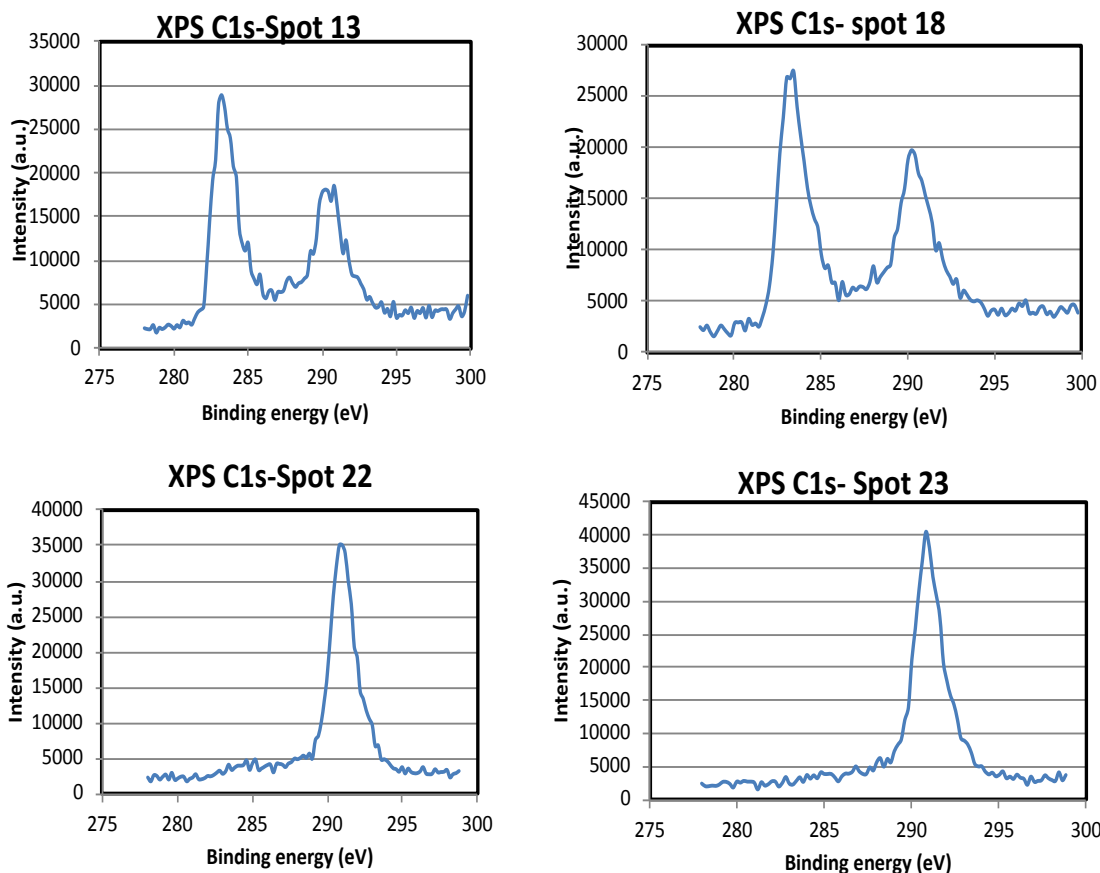 XPS C1s-Spot 13
Intensity (a.u.)
35000
30000
25000
20000
15000
10000
5000
0
275 280 285 290 295 300
Binding energy (eV)
XPS C1s- spot 18
Intensity (a.u.)
30000
25000
20000
15000
10000
5000
0
275 280 285 290 295 300
Binding energy (eV)
XPS C1s-Spot 22
Intensity (a.u.)
40000
35000
30000
25000
20000
15000
10000
5000
0
275 280 285 290 295 300
Binding energy (eV)
XPS C1s- Spot 23
Intensity (a.u.)
45000
40000
35000
30000
25000
20000
15000
10000
5000
0
275 280 285 290 295 300
Binding energy (eV)